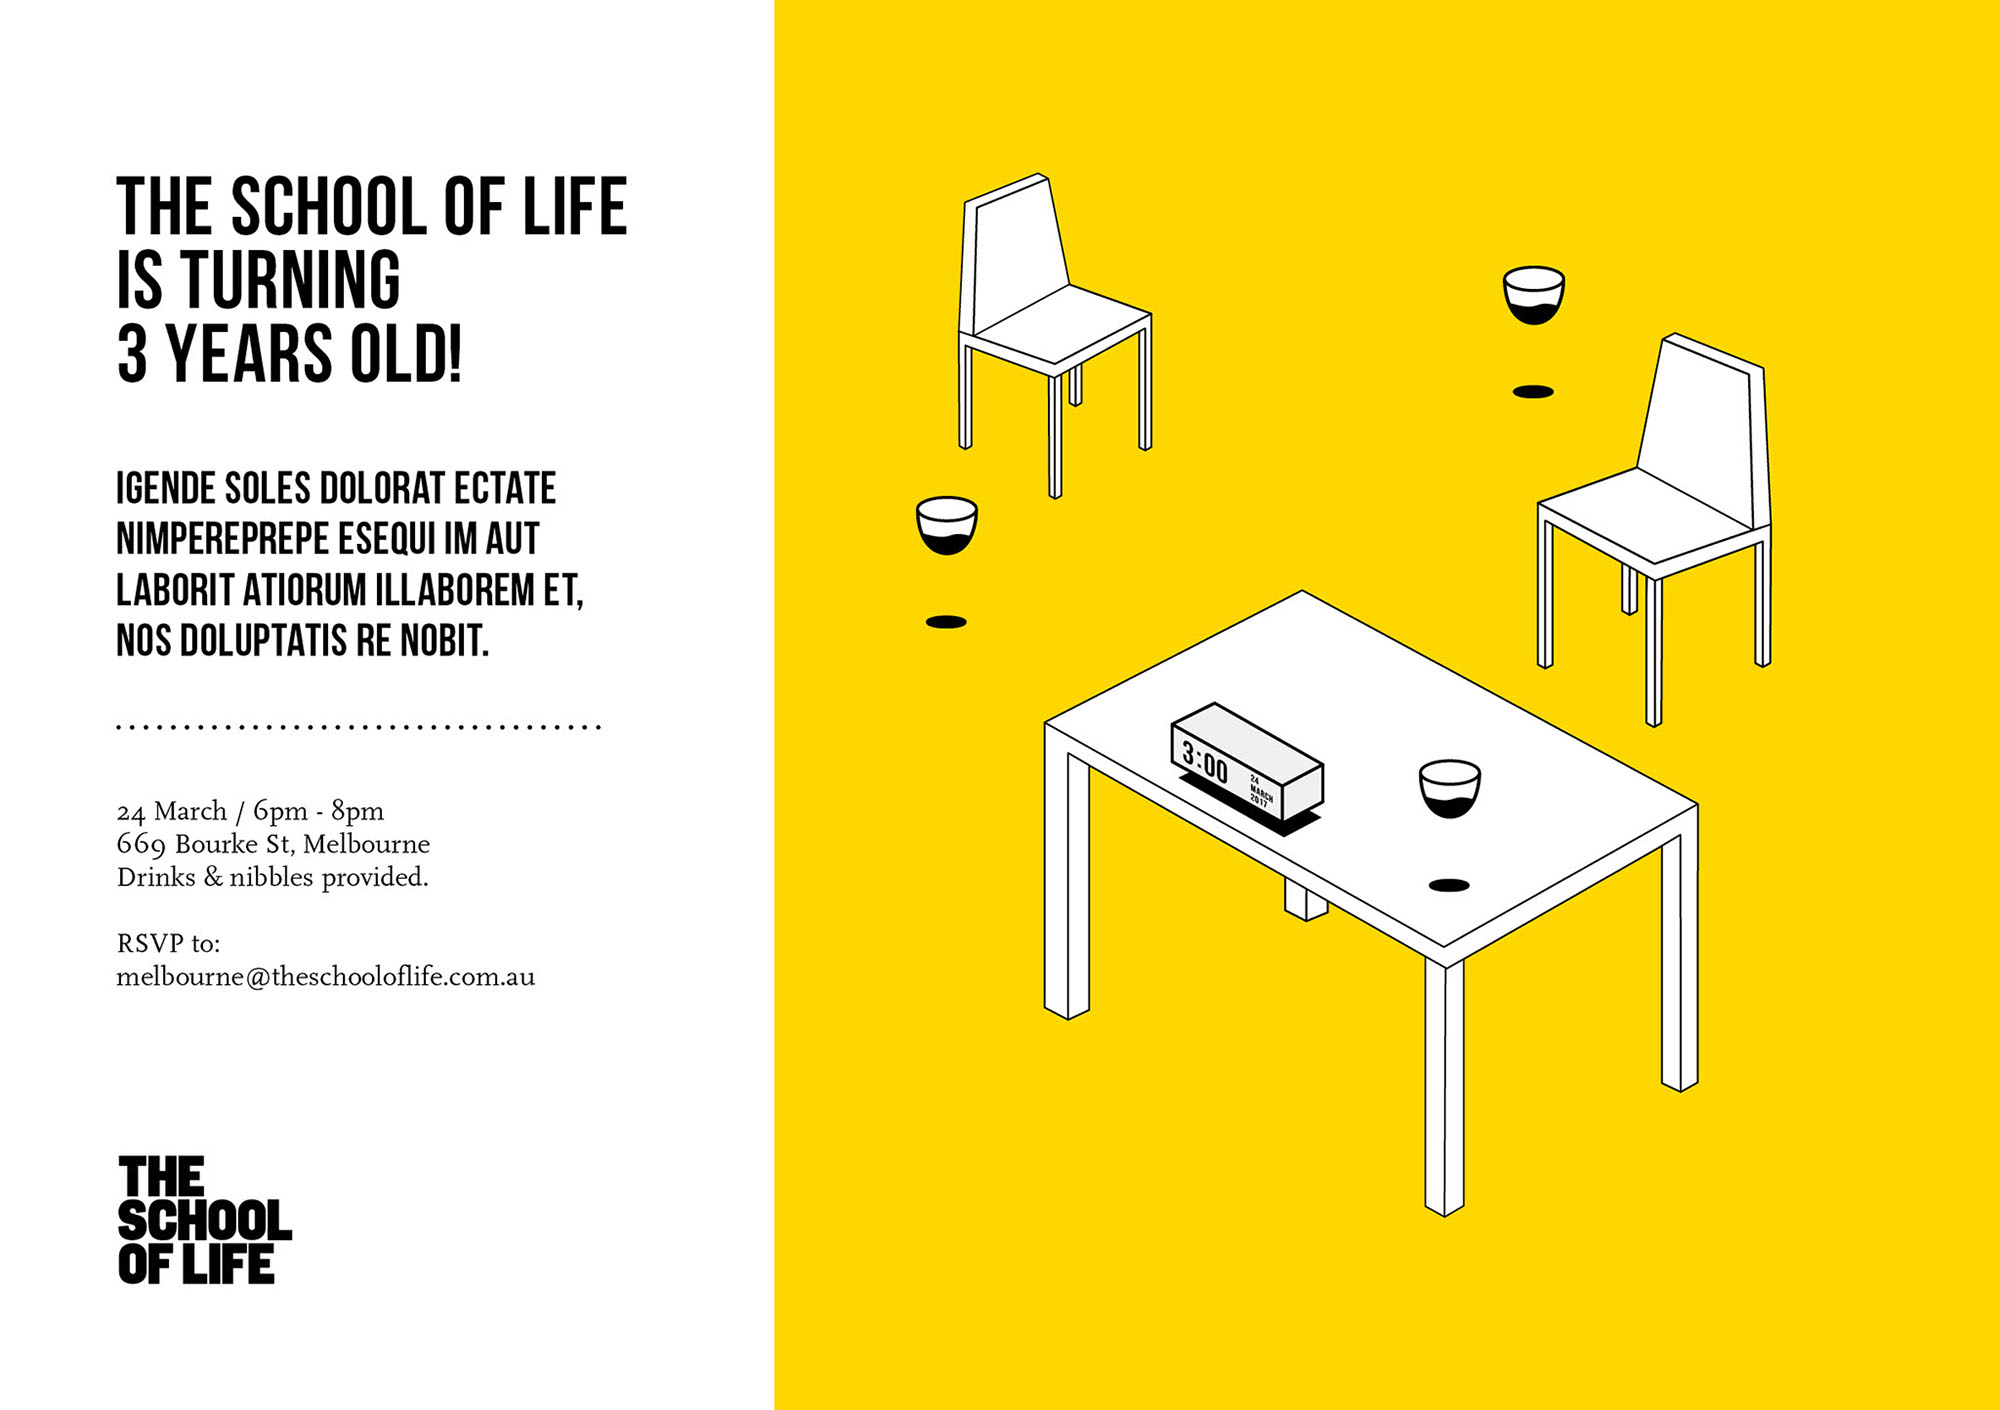 THE SCHOOL OF LIFE
IS TURNING
3 YEARS OLD!
IGENDE SOLES DOLORAT ECTATE
NIMPEREPREPE ESEQUI IM AUT
LABORIT ATIORUM ILLABOREM ET,
NOS DOLUPTATIS RE NOBIT.
24 March / 6pm - 8pm
669 Bourke St, Melbourne
Drinks & nibbles provided.
RSVP to:
melbourne@theschooloflife.com.au
THE
SCHOOL
OF LIFE
3:00
24
MARCH
2017